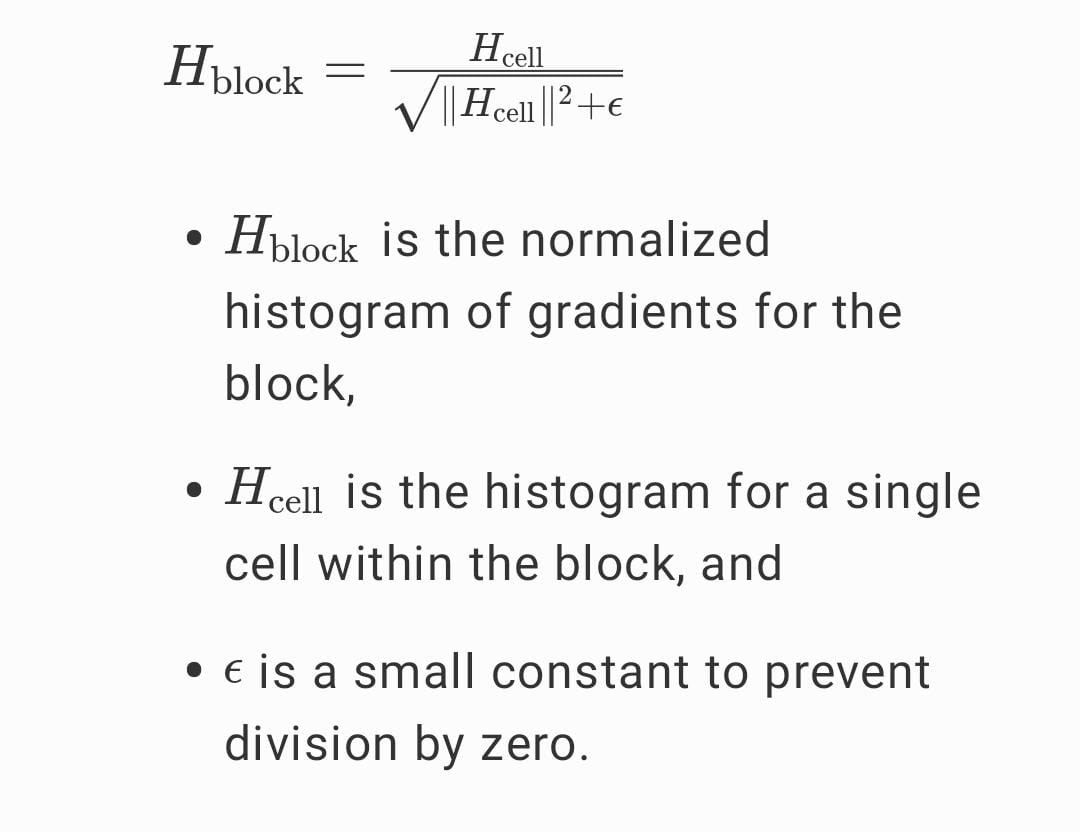 $H_{\text{block}} = \frac{H_{\text{cell}}}{\sqrt{\|H_{\text{cell}}\|^2 + \epsilon}}$
• $H_{\text{block}}$ is the normalized
histogram of gradients for the
block,
• $H_{\text{cell}}$ is the histogram for a single
cell within the block, and
• $\epsilon$ is a small constant to prevent
division by zero.